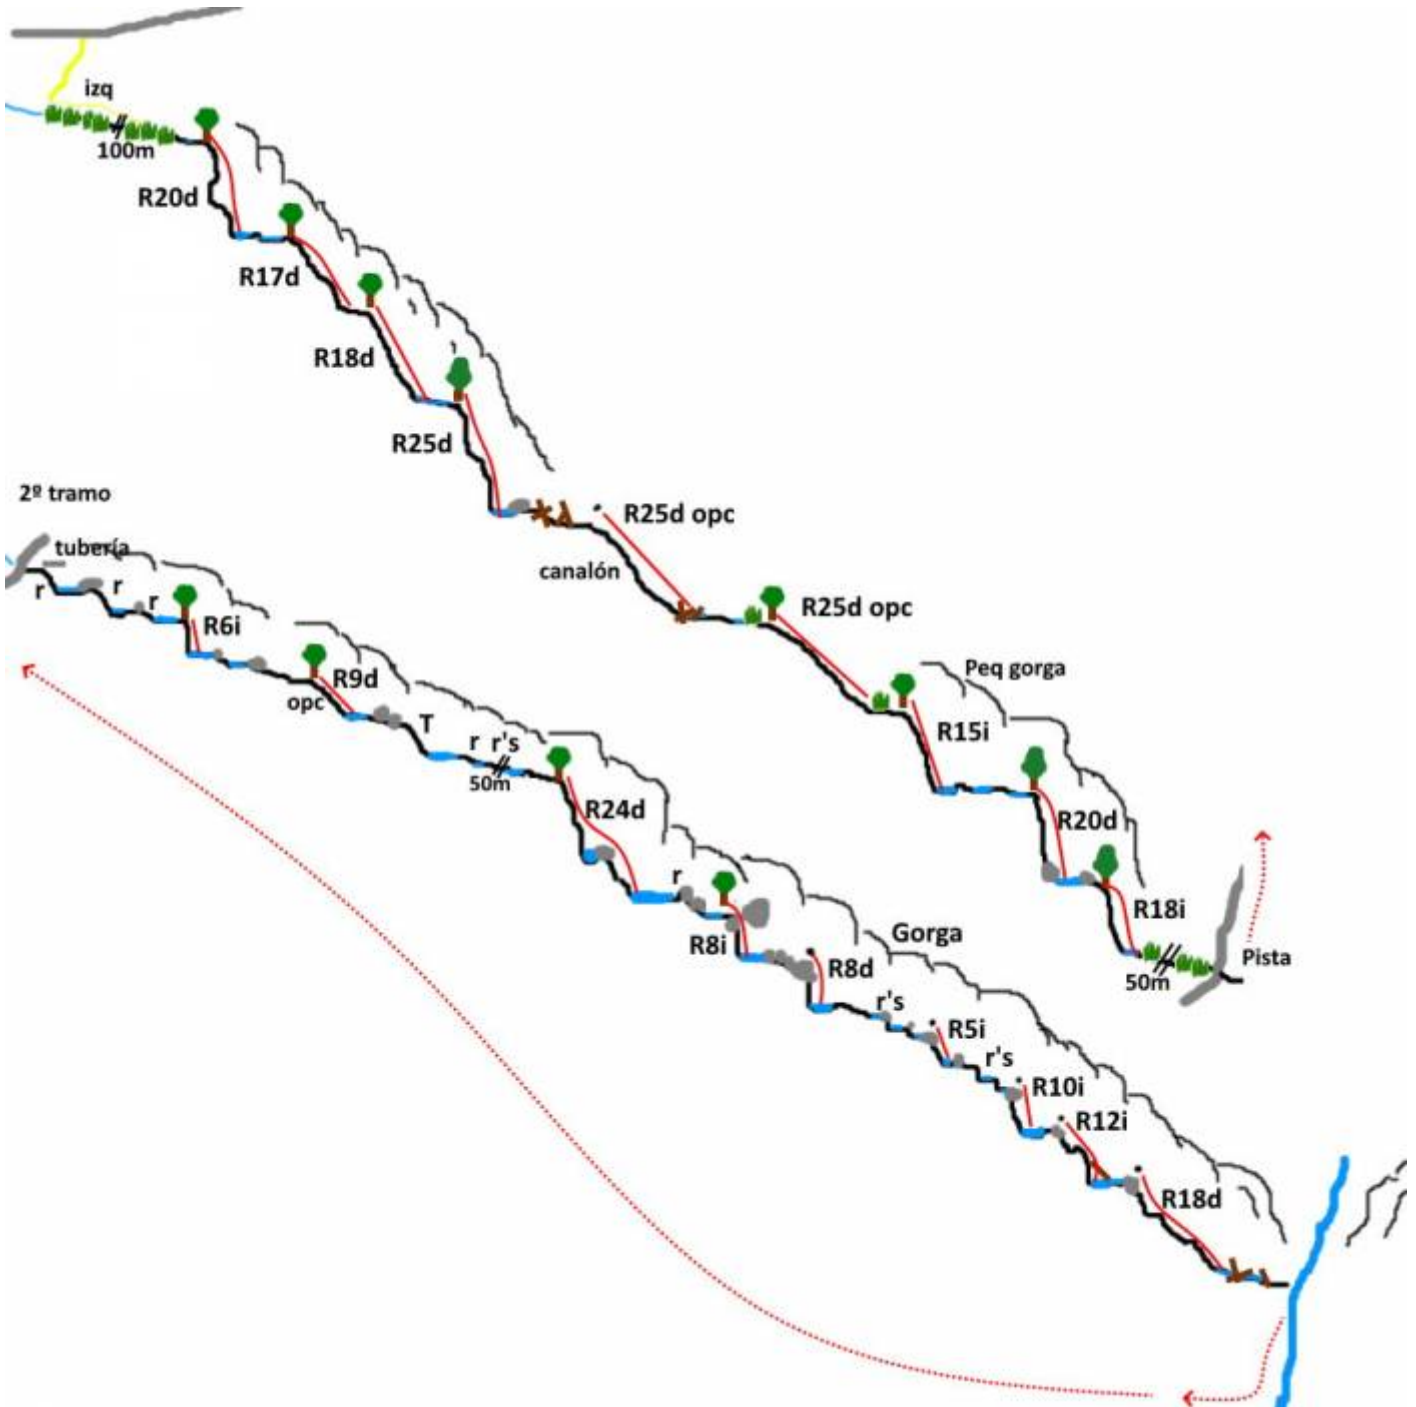 izq
100m
R20d
R17d
R18d
R25d
R25d opc
canalón
R25d opc
Peq gorga
R15i
R20d
R18i
Pista
50m
2º tramo
tubería
r
r
r
R6i
R9d
opc
T
r r's
50m
R24d
r
R8i
R8d
Gorga
r's
R5i
r's
R10i
R12i
R18d